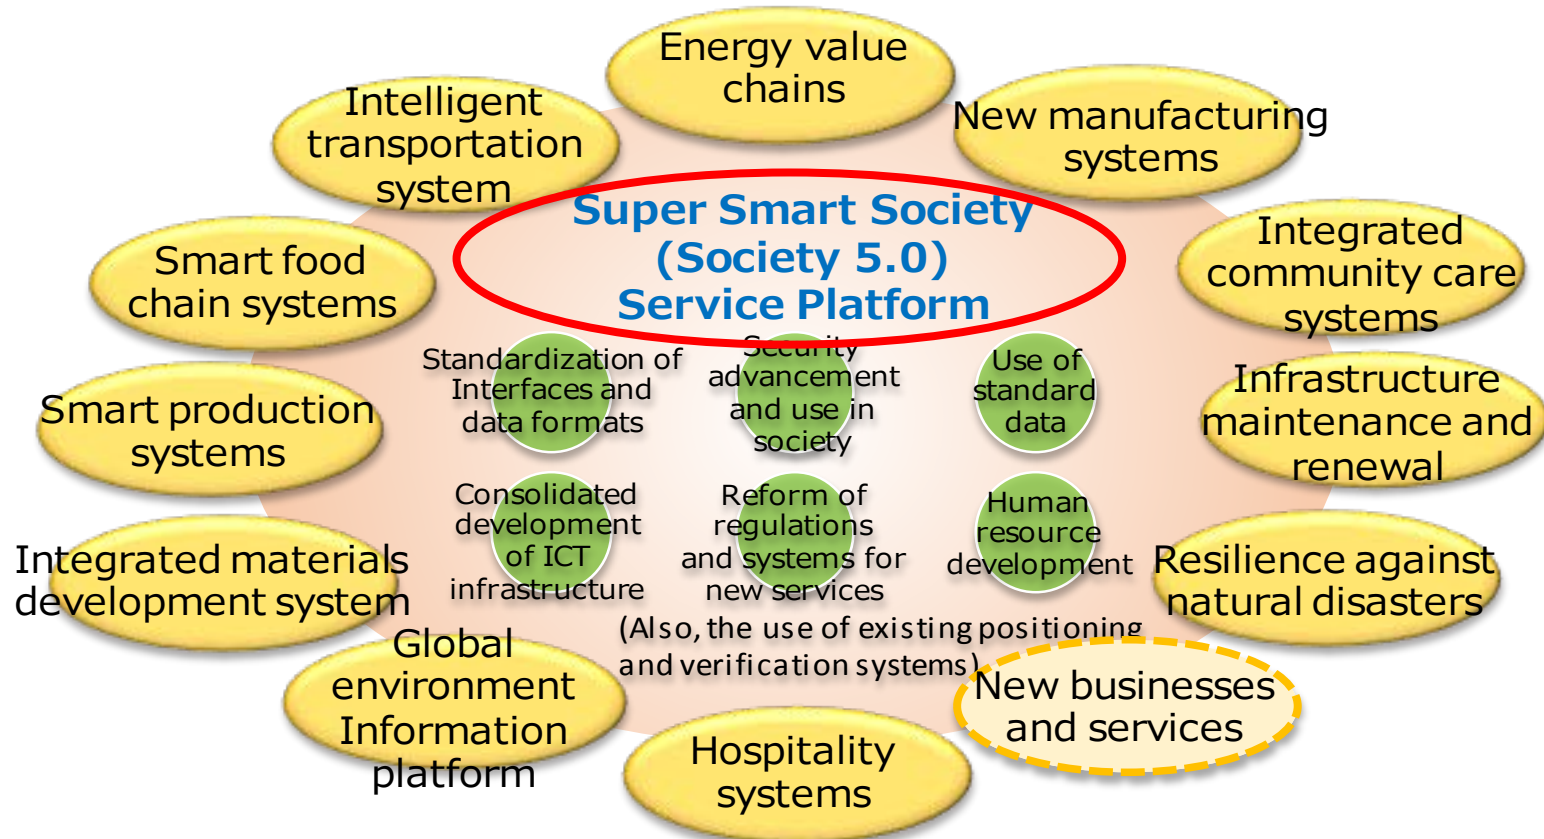 Energy value
chains
Intelligent
transportation
system
New manufacturing
systems
Super Smart Society
(Society 5.0)
Service Platform
Smart food
chain systems
Integrated
community care
systems
Standardization of
Interfaces and
data formats
Security
advancement
and use in
society
Use of
standard
data
Smart production
systems
Infrastructure
maintenance and
renewal
Consolidated
development
of ICT
infrastructure
Reform of
regulations
and systems for
new services
Human
resource
development
Integrated materials
development system
Resilience against
natural disasters
(Also, the use of existing positioning
and verification systems)
Global
environment
Information
platform
New businesses
and services
Hospitality
systems